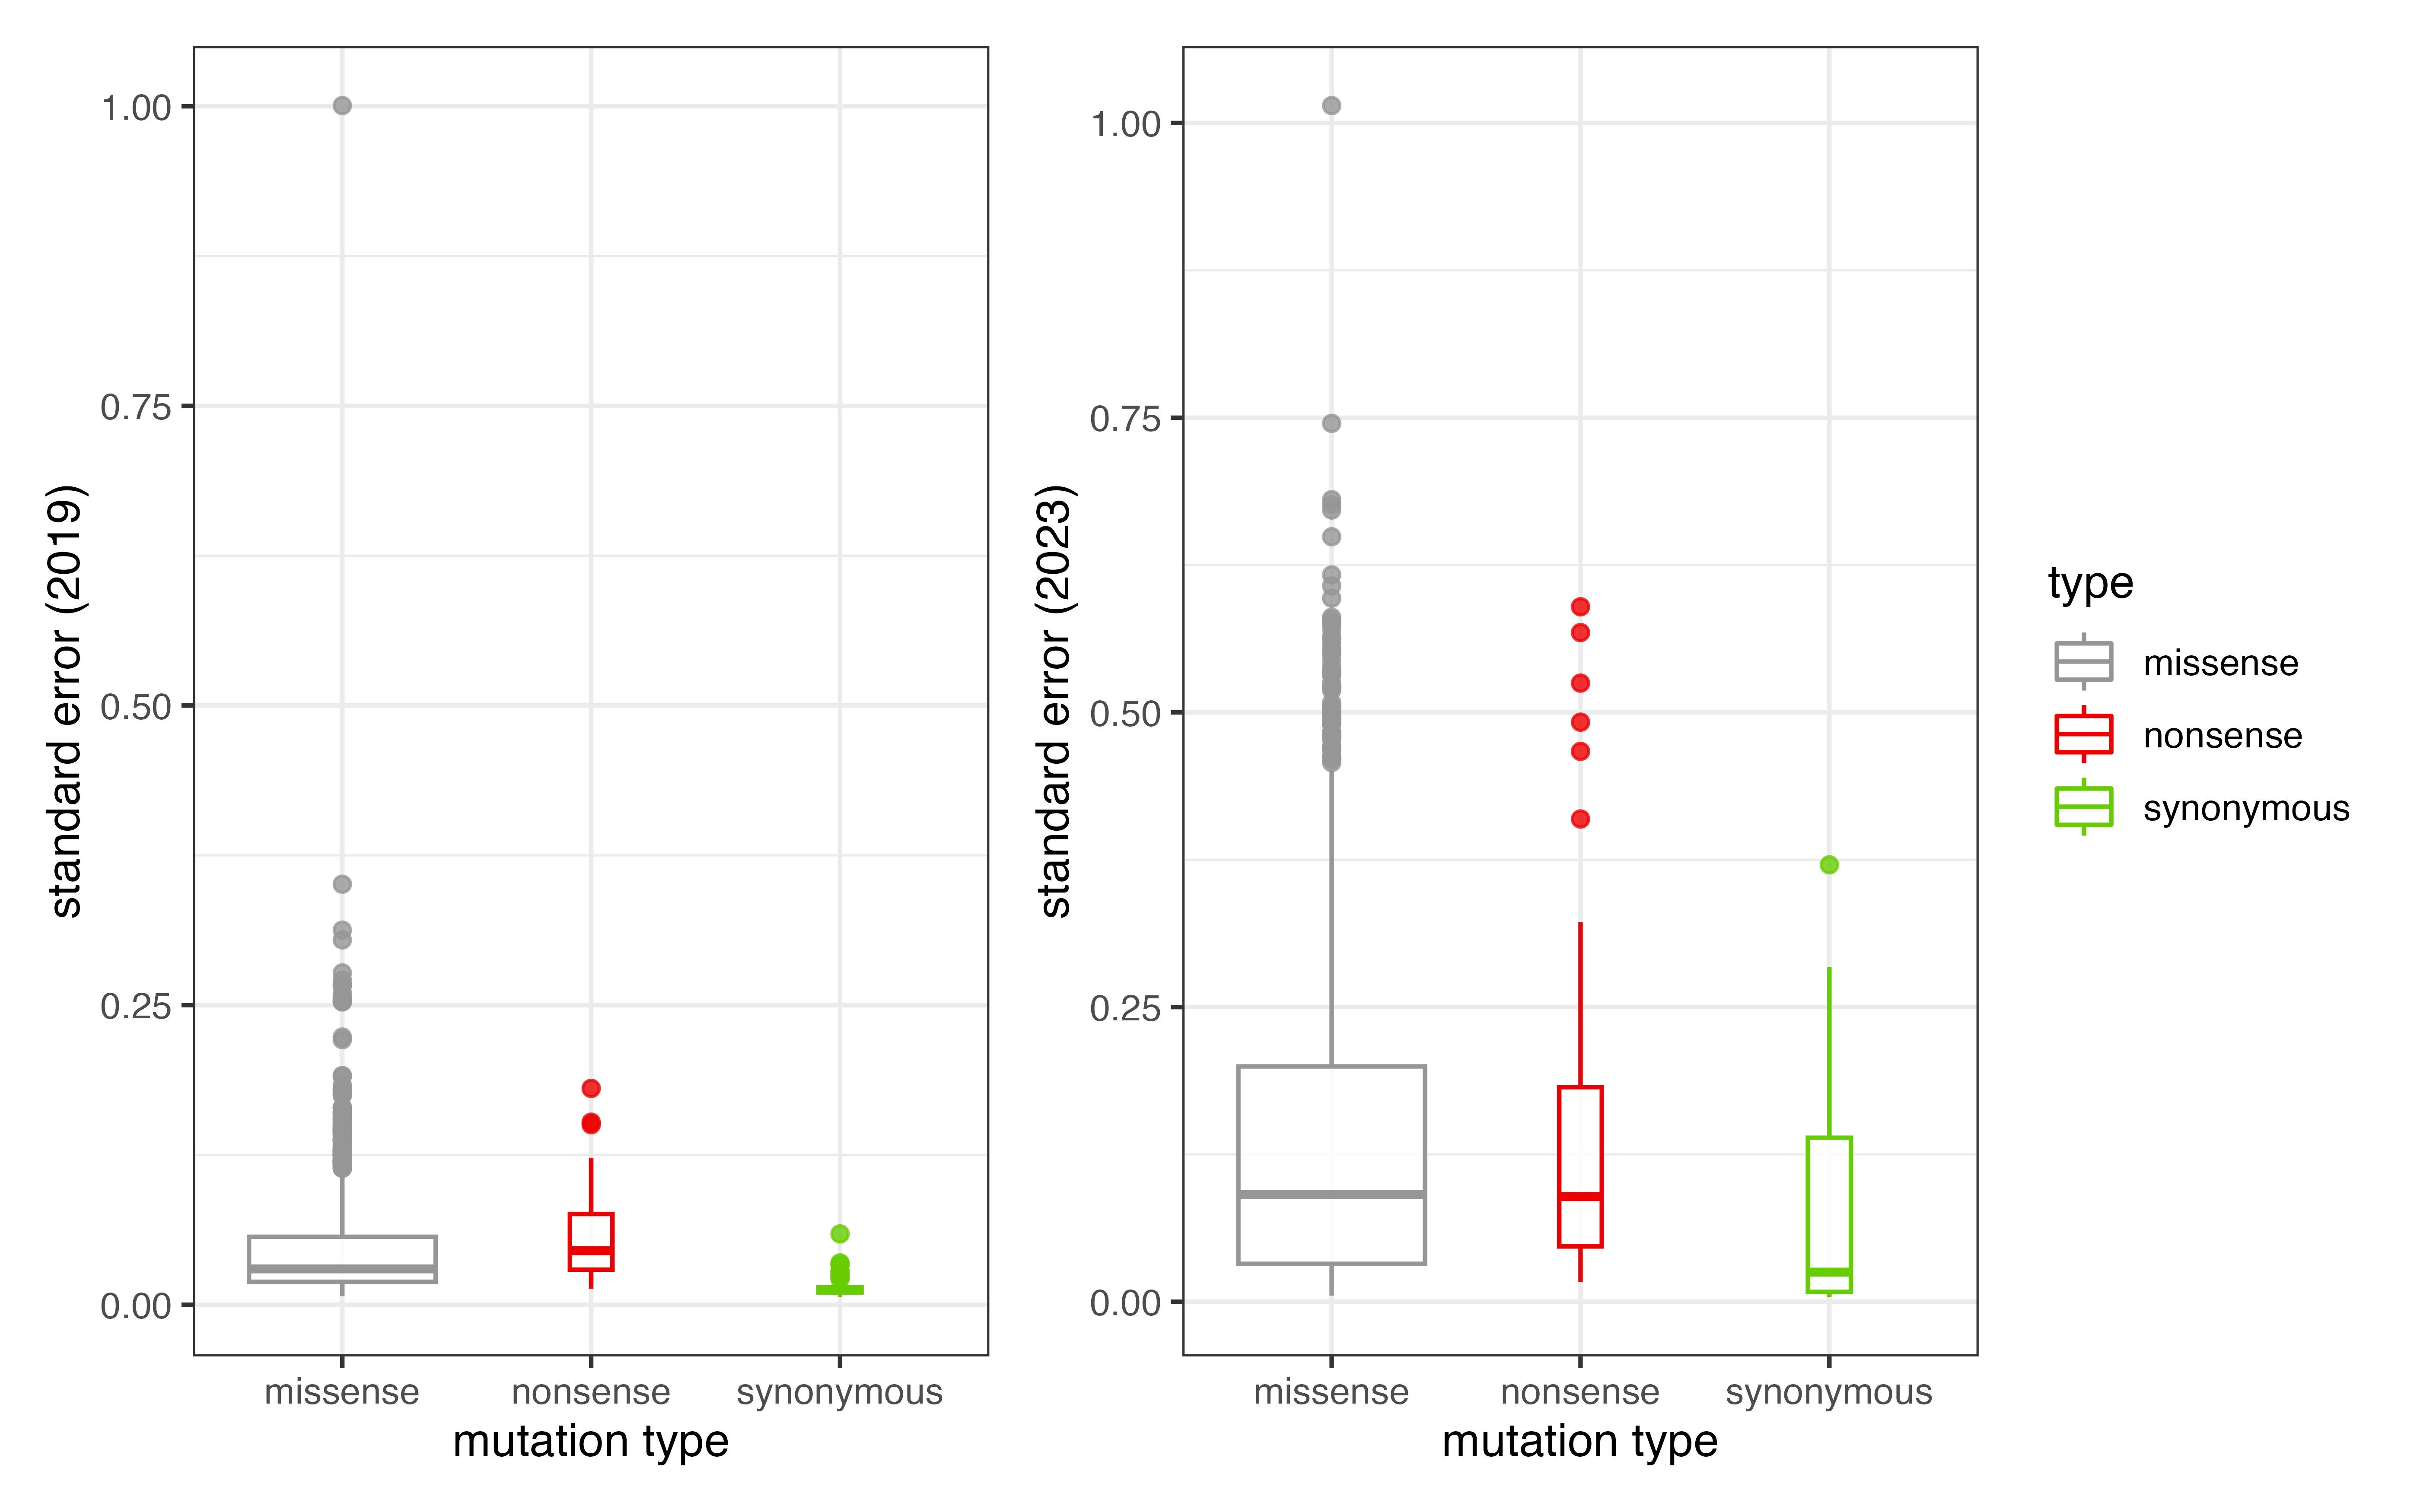 standard error (2019)
1.00
0.75
0.50
0.25
0.00
missense nonsense synonymous
mutation type
standard error (2023)
1.00
0.75
0.50
0.25
0.00
missense nonsense synonymous
mutation type
type
missense
nonsense
synonymous